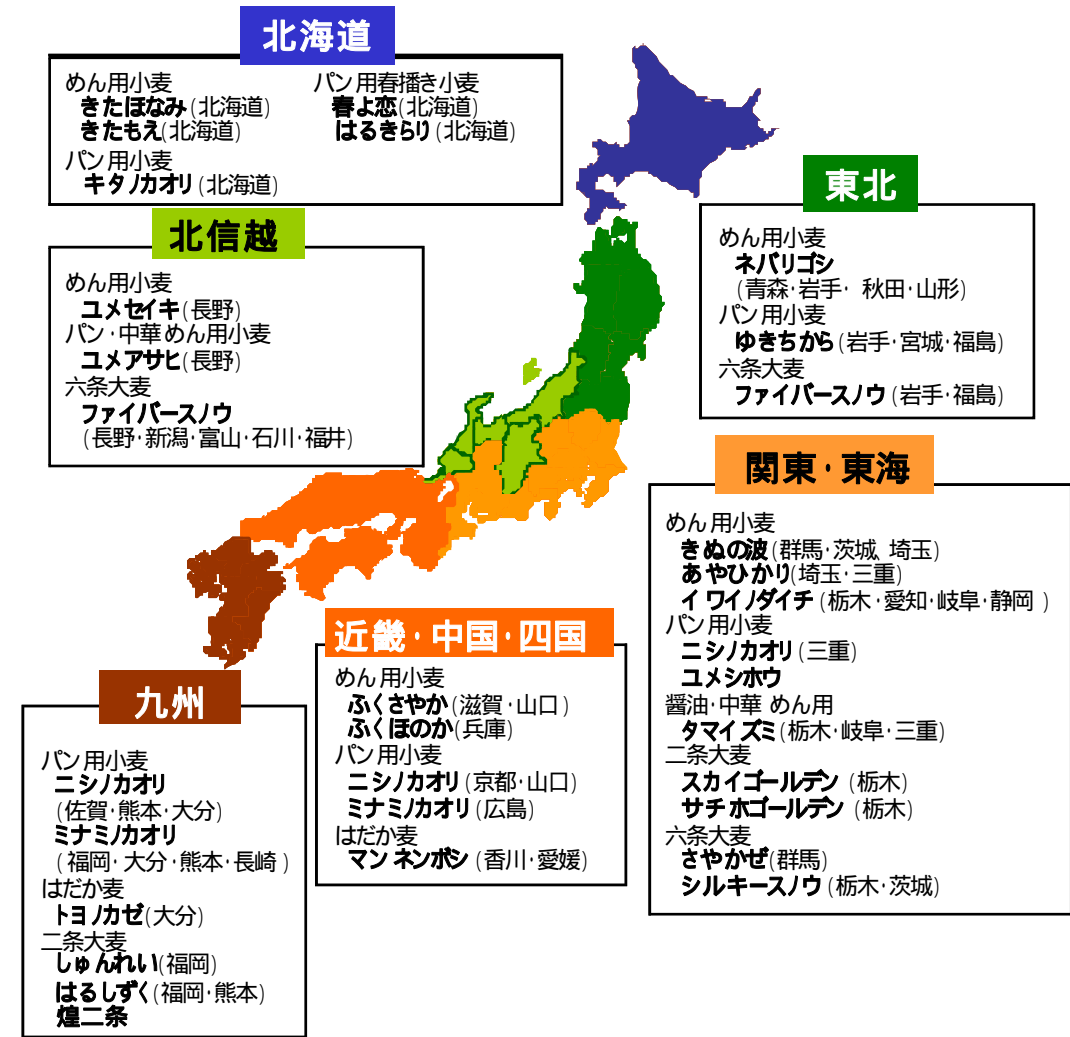 北海道
めん用小麦
きたほなみ(北海道)
きたもえ(北海道)
パン用小麦
キタノカオリ(北海道)
パン用春播き小麦
春よ恋(北海道)
はるきらり(北海道)
東北
めん用小麦
ネバリゴシ
(青森・岩手・秋田・山形)
パン用小麦
ゆきちから(岩手・宮城・福島)
六条大麦
ファイバースノウ(岩手・福島)
北信越
めん用小麦
ユメセイキ(長野)
パン・中華めん用小麦
ユメアサヒ(長野)
六条大麦
ファイバースノウ
(長野・新潟・富山・石川・福井)
関東・東海
めん用小麦
きぬの波(群馬・茨城 埼玉)
あやひかり(埼玉・三重)
イワイノダイチ(栃木・愛知・岐阜・静岡)
パン用小麦
ニシノカオリ(三重)
ユメシホウ
醤油・中華めん用
タマイズミ(栃木・岐阜・三重)
二条大麦
スカイゴールデン(栃木)
サチホゴールデン(栃木)
六条大麦
さやかぜ(群馬)
シルキースノウ(栃木・茨城)
近畿・中国・四国
めん用小麦
ふくさやか(滋賀・山口)
ふくほのか(兵庫)
パン用小麦
ニシノカオリ(京都・山口)
ミナミノカオリ(広島)
はだか麦
マンネンボシ(香川・愛媛)
九州
パン用小麦
ニシノカオリ
(佐賀・熊本・大分)
ミナミノカオリ
(福岡・大分・熊本・長崎)
はだか麦
トヨノカゼ(大分)
二条大麦
しゅんれい(福岡)
はるしずく(福岡・熊本)
煌二条